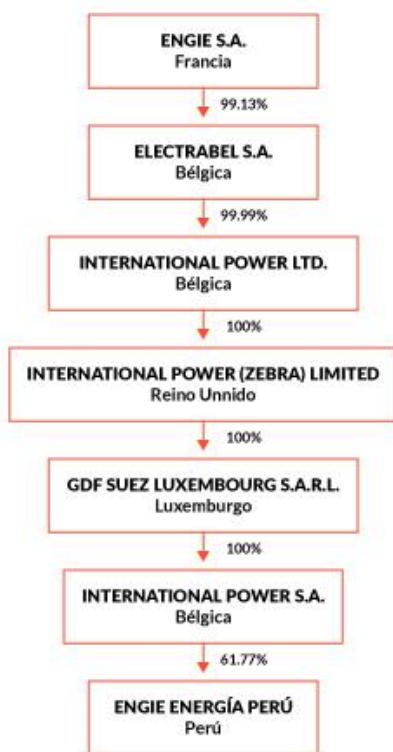 ENGIE S.A.
Francia
99.13%
ELECTRABEL S.A.
Bélgica
99.99%
INTERNATIONAL POWER LTD.
Bélgica
100%
INTERNATIONAL POWER (ZEBRA) LIMITED
Reino Unnido
100%
GDF SUEZ LUXEMBOURG S.A.R.L.
Luxemburgo
100%
INTERNATIONAL POWER S.A.
Bélgica
61.77%
ENGIE ENERGÍA PERÚ
Perú